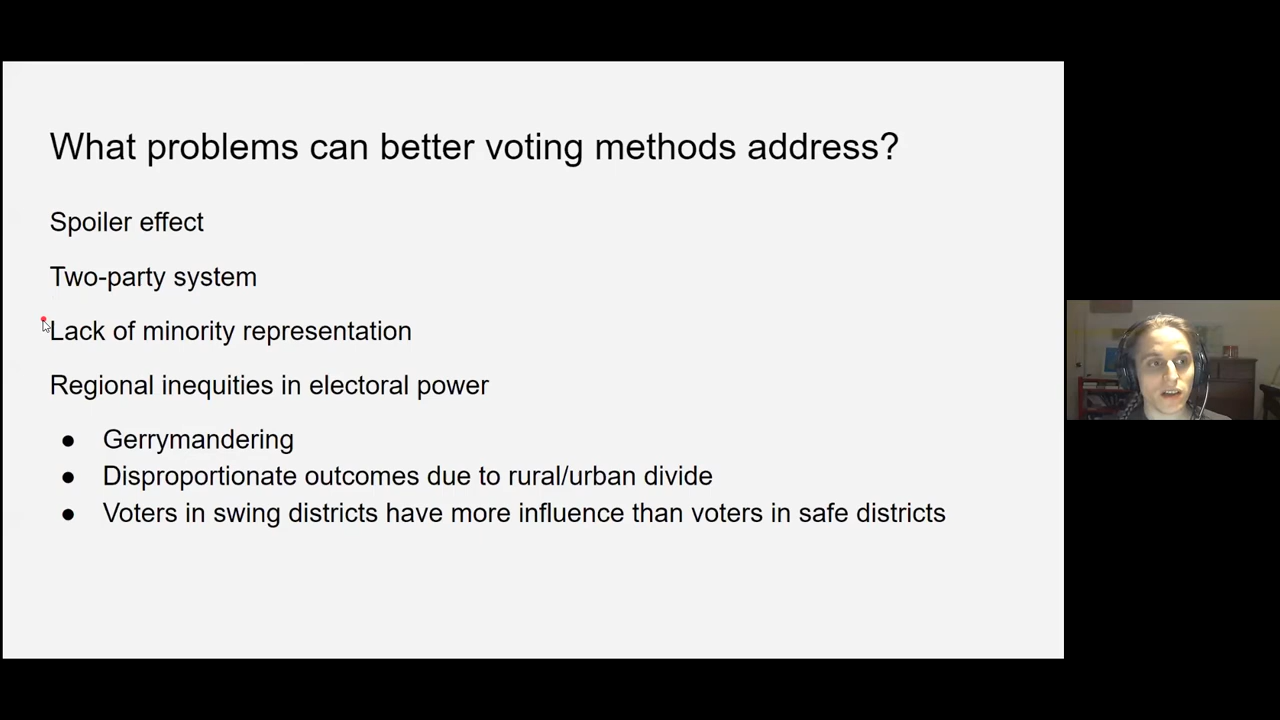 What problems can better voting methods address?
Spoiler effect
Two-party system
Lack of minority representation
Regional inequities in electoral power
● Gerrymandering
● Disproportionate outcomes due to rural/urban divide
● Voters in swing districts have more influence than voters in safe districts